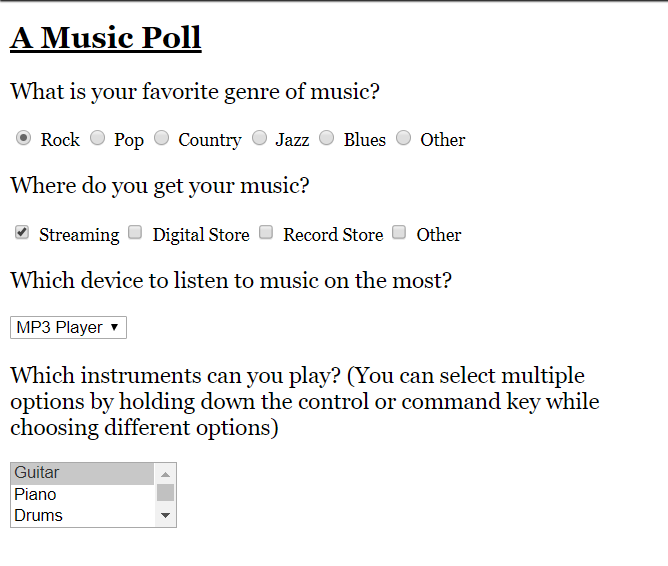 A Music Poll
What is your favorite genre of music?
Rock Pop Country Jazz Blues Other
Where do you get your music?
Streaming Digital Store Record Store Other
Which device to listen to music on the most?
MP3 Player
Which instruments can you play? (You can select multiple
options by holding down the control or command key while
choosing different options)
Guitar
Piano
Drums